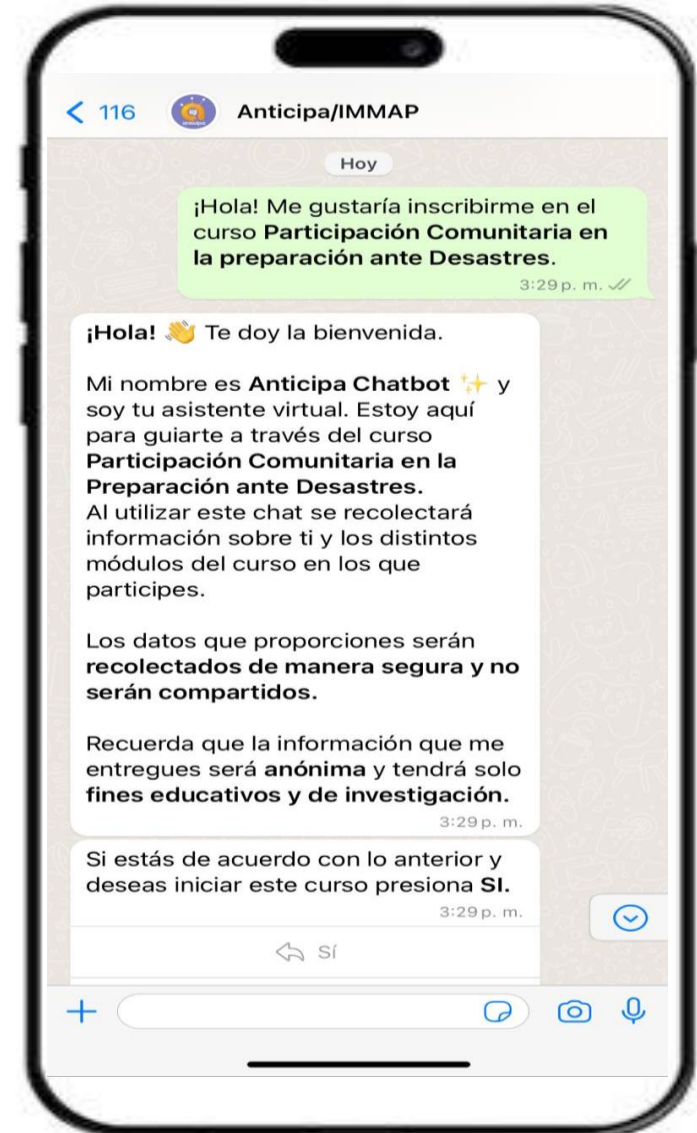 116
Anticipa/IMMAP
Hoy
¡Hola! Me gustaría inscribirme en el
curso Participación Comunitaria en
la preparación ante Desastres.
3:29 p. m.
¡Hola! 👋 Te doy la bienvenida.
Mi nombre es Anticipa Chatbot ✨ y
soy tu asistente virtual. Estoy aquí
para guiarte a través del curso
Participación Comunitaria en la
Preparación ante Desastres.
Al utilizar este chat se recolectará
información sobre ti y los distintos
módulos del curso en los que
participes.
Los datos que proporciones serán
recolectados de manera segura y no
serán compartidos.
Recuerda que la información que me
entregues será anónima y tendrá solo
fines educativos y de investigación.
3:29 p. m.
Si estás de acuerdo con lo anterior y
deseas iniciar este curso presiona SI.
3:29 p. m.
Sí